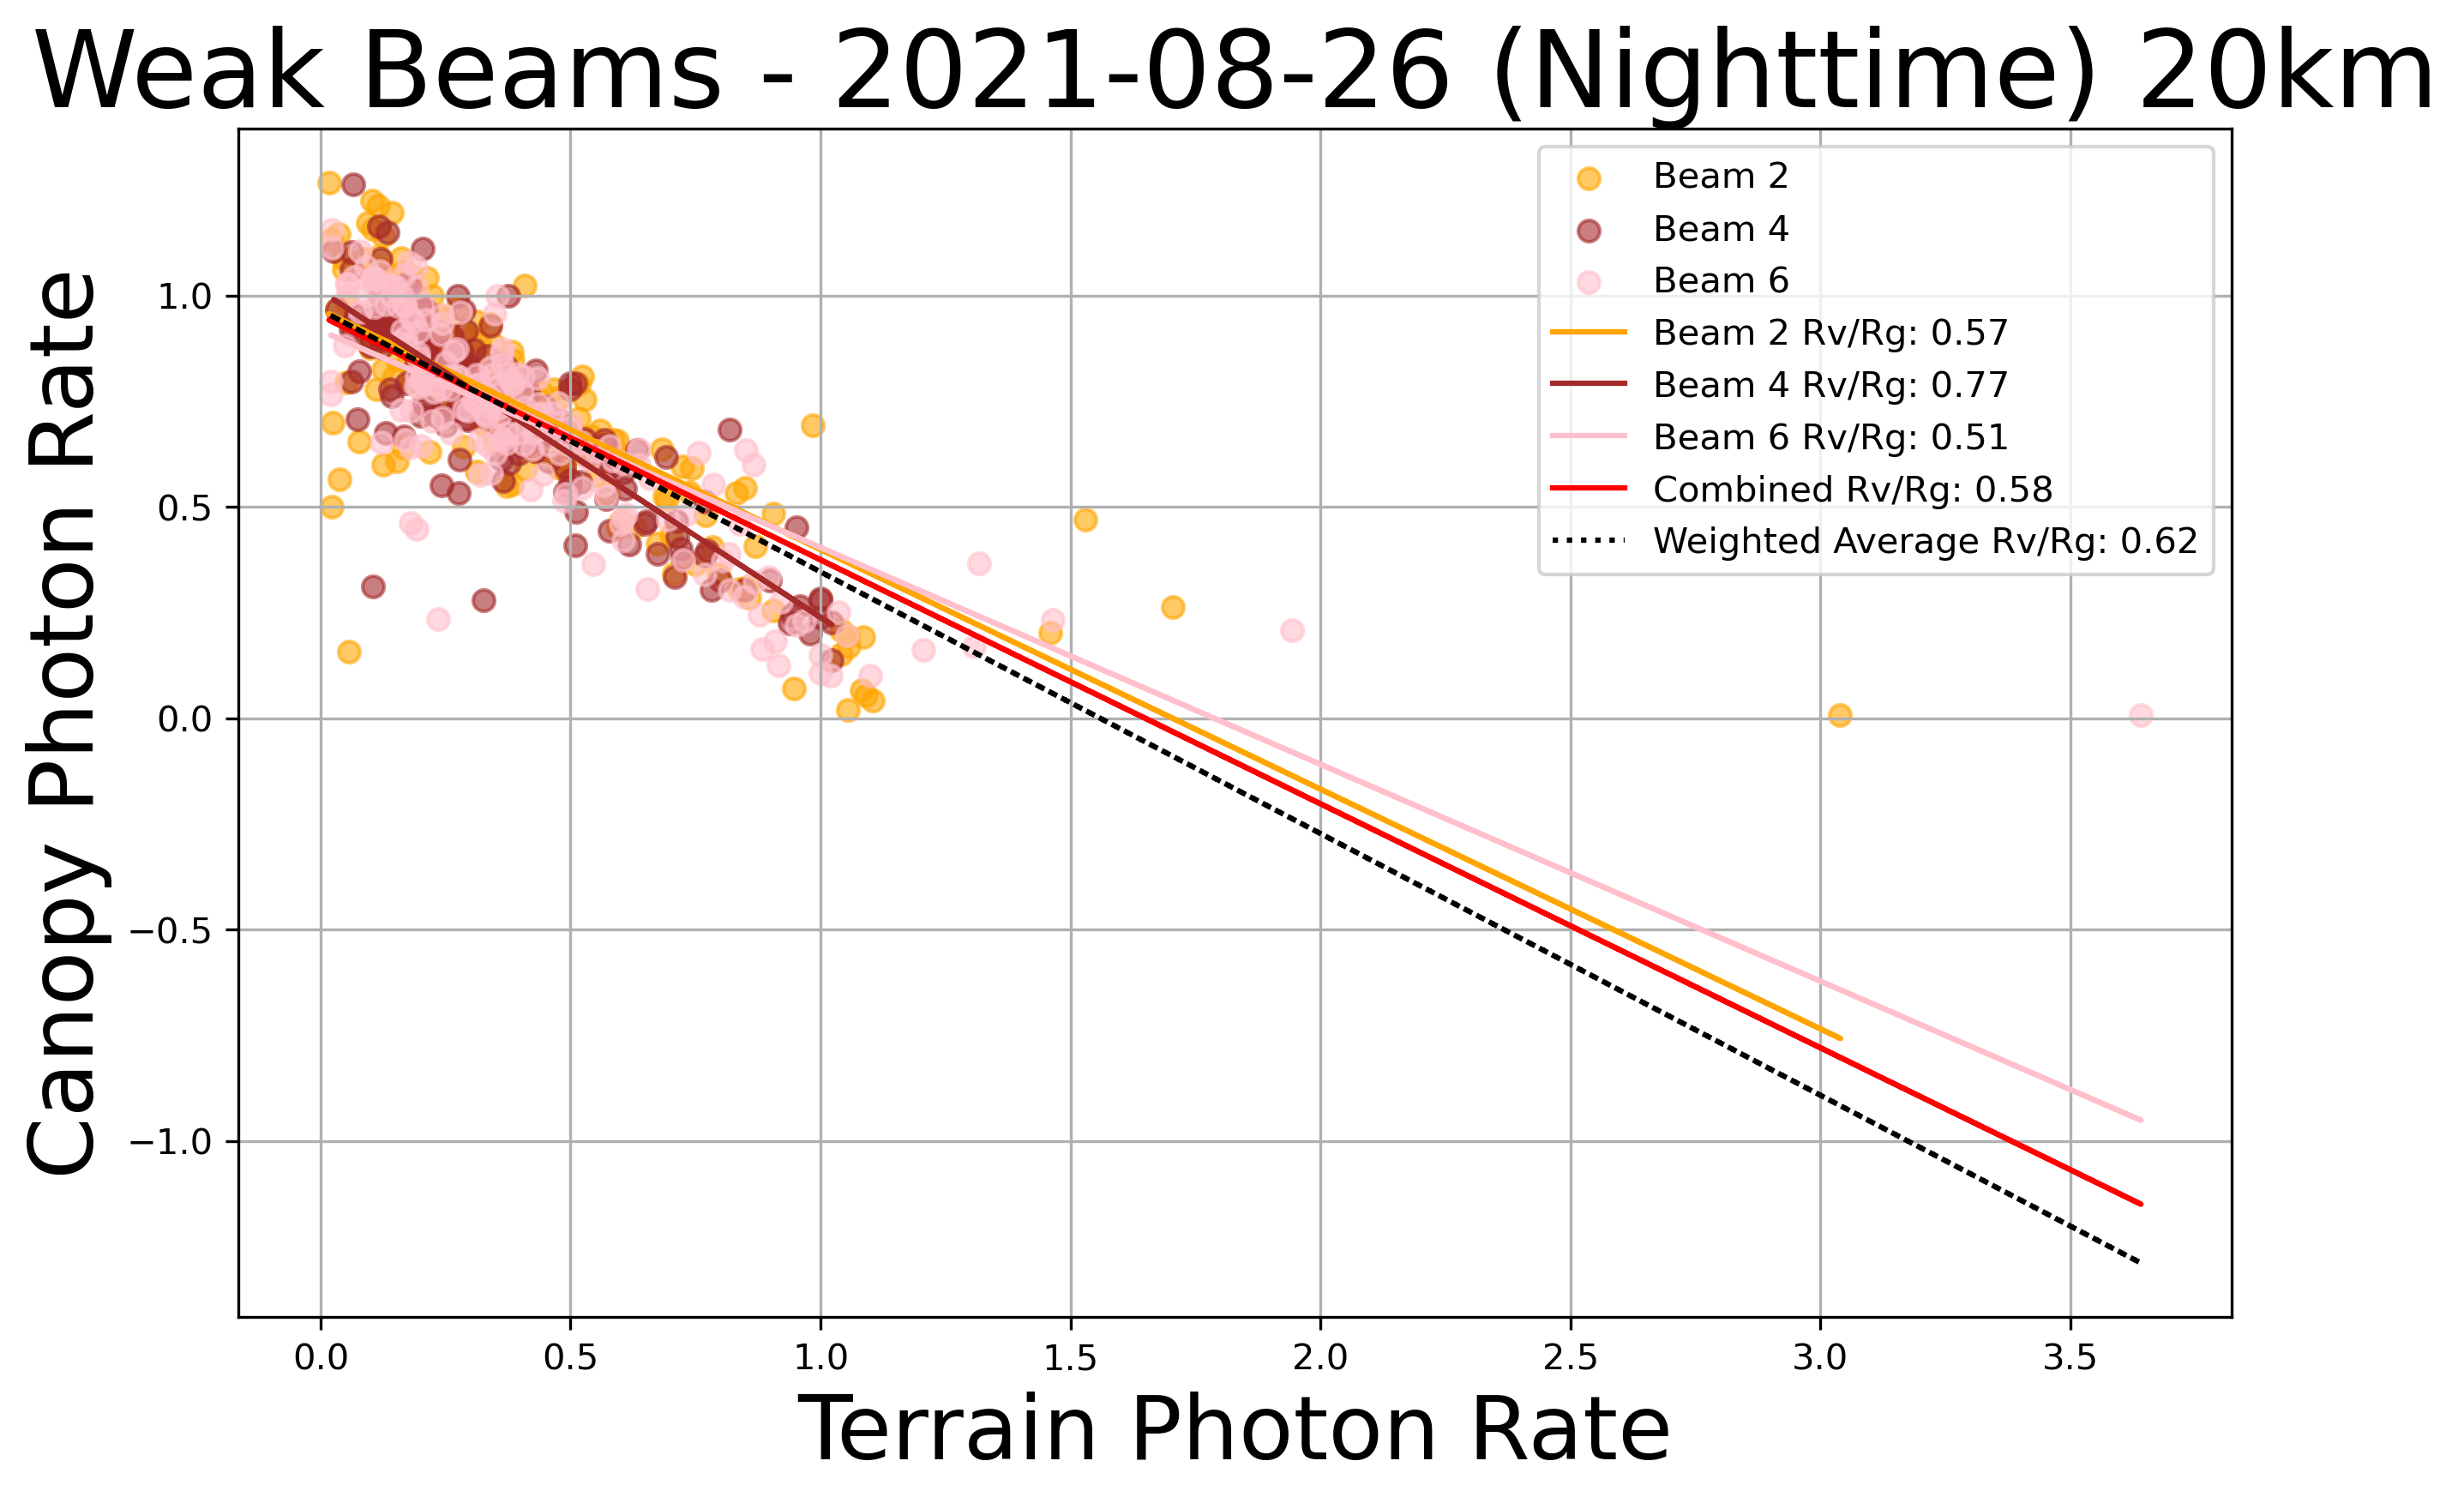 Weak Beams - 2021-08-26 (Nighttime) 20km
Canopy Photon Rate
1.0
0.5
0.0
−0.5
−1.0
Beam 2
Beam 4
Beam 6
Beam 2 Rv/Rg: 0.57
Beam 4 Rv/Rg: 0.77
Beam 6 Rv/Rg: 0.51
Combined Rv/Rg: 0.58
Weighted Average Rv/Rg: 0.62
0.0 0.5 1.0 1.5 2.0 2.5 3.0 3.5
Terrain Photon Rate